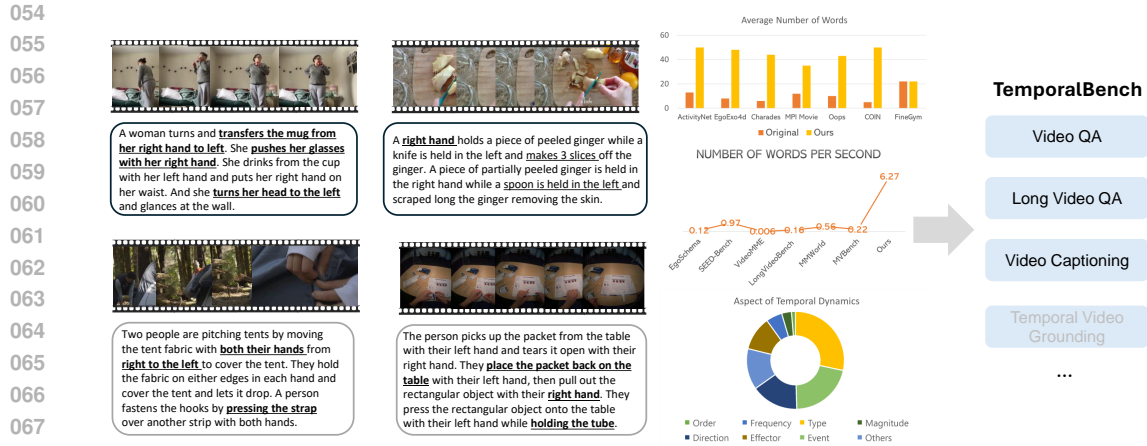 054
055
056
057
058
059
060
061
062
063
064
065
066
067
A woman turns and transfers the mug from
her right hand to left. She pushes her glasses
with her right hand. She drinks from the cup
with her left hand and puts her right hand on
her waist. And she turns her head to the left
and glances at the wall.
A right hand holds a piece of peeled ginger while a
knife is held in the left and makes 3 slices off the
ginger. A piece of partially peeled ginger is held in
the right hand while a spoon is held in the left and
scraped long the ginger removing the skin.
Two people are pitching tents by moving
the tent fabric with both their hands from
right to the left to cover the tent. They hold
the fabric on either edges in each hand and
cover the tent and lets it drop. A person
fastens the hooks by pressing the strap
over another strip with both hands.
The person picks up the packet from the table
with their left hand and tears it open with their
right hand. They place the packet back on the
table with their left hand, then pull out the
rectangular object with their right hand. They
press the rectangular object onto the table
with their left hand while holding the tube.
Average Number of Words
60
40
20
0
ActivityNet EgoExo4d Charades MPI Movie Oops COIN FineGym
Original Ours
NUMBER OF WORDS PER SECOND
6.27
0.12 0.97 0.006 0.16 0.56 0.22
EgoSchema SEED-Bench VideoMME LongVideoBench MMWorld MVBench Ours
Aspect of Temporal Dynamics
Order Frequency Type Magnitude
Direction Effector Event Others
TemporalBench
Video QA
Long Video QA
Video Captioning
Temporal Video
Grounding
...